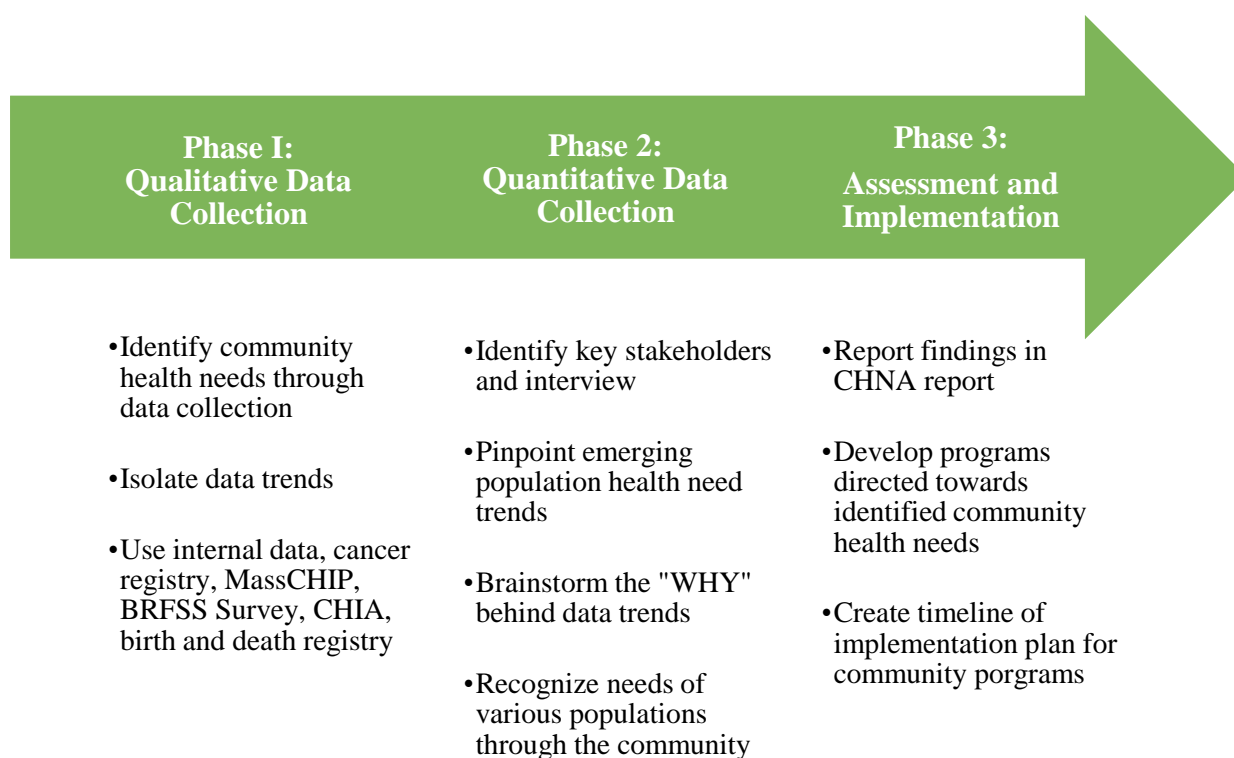 Phase I:
Qualitative Data
Collection
Phase 2:
Quantitative Data
Collection
Phase 3:
Assessment and
Implementation
•Identify community
health needs through
data collection
•Isolate data trends
•Use internal data, cancer
registry, MassCHIP,
BRFSS Survey, CHIA,
birth and death registry
•Identify key stakeholders
and interview
•Pinpoint emerging
population health need
trends
•Brainstorm the "WHY"
behind data trends
•Recognize needs of
various populations
through the community
•Report findings in
CHNA report
•Develop programs
directed towards
identified community
health needs
•Create timeline of
implementation plan for
community porgrams